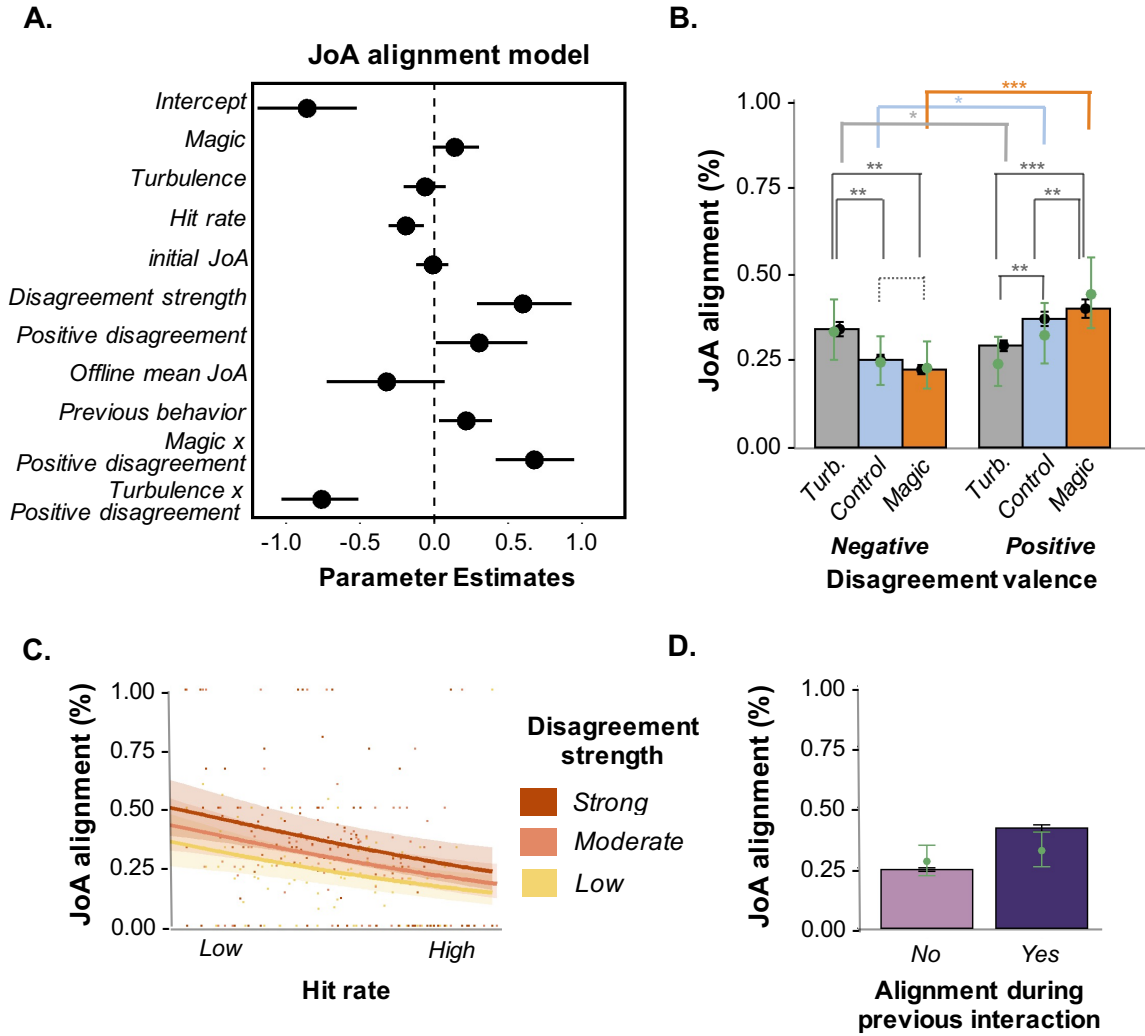 A.
JoA alignment model
Intercept
Magic
Turbulence
Hit rate
initial JoA
Disagreement strength
Positive disagreement
Offline mean JoA
Previous behavior
Magic x
Positive disagreement
Turbulence x
Positive disagreement
-1.0 -0.5 0.0 0.5. 1.0
Parameter Estimates
B.
JoA alignment (%)
1.00
0.75
0.50
0.25
0.00
***
*
*
** ***
** **
**
Turb. Control Magic Turb. Control Magic
Negative Positive
Disagreement valence
C.
JoA alignment (%)
1.00
0.75
0.50
0.25
0.00
Low High
Hit rate
Disagreement
strength
Strong
Moderate
Low
D.
JoA alignment (%)
1.00
0.75
0.50
0.25
0.00
No Yes
Alignment during
previous interaction